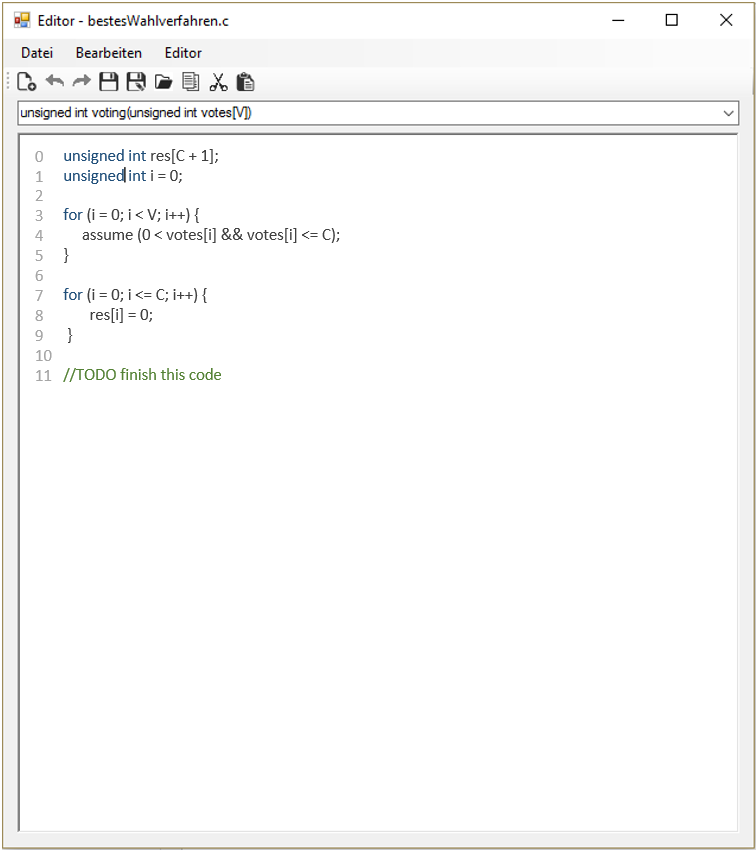 Editor - bestesWahlverfahren.c
Datei Bearbeiten Editor
unsigned int voting(unsigned int votes[V])
0 unsigned int res[C + 1];
1 unsigned int i = 0;
2
3 for (i = 0; i < V; i++) {
4 assume (0 < votes[i] && votes[i] <= C);
5 }
6
7 for (i = 0; i <= C; i++) {
8 res[i] = 0;
9 }
10
11 //TODO finish this code